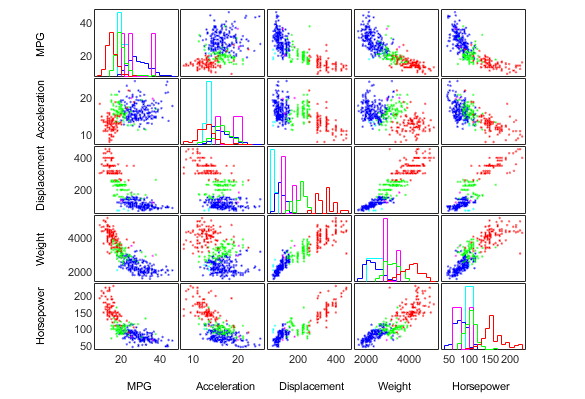 MPG
40
20
Acceleration
20
10
Displacement
400
200
Weight
4000
2000
Horsepower
200
150
100
50
20 40
10 20
200 400
2000 4000
50 100 150 200
MPG Acceleration Displacement Weight Horsepower